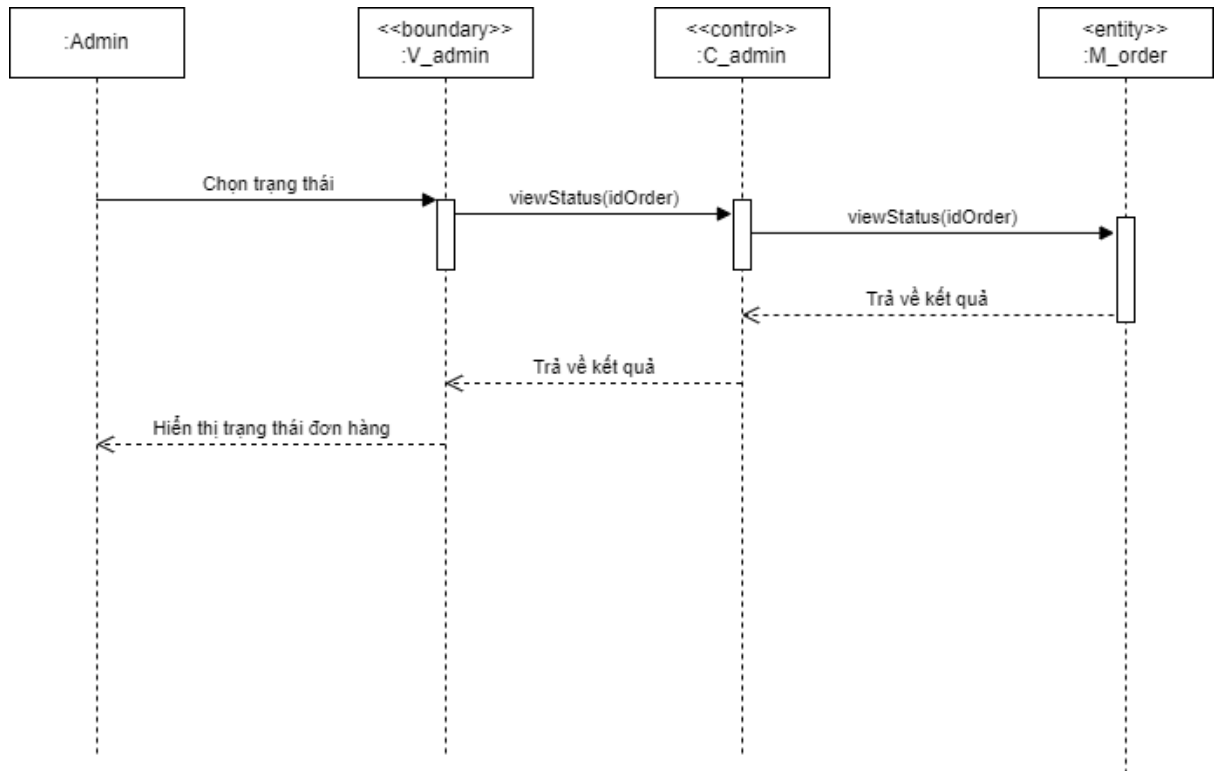 :Admin
<<boundary>>
:V_admin
<<control>>
:C_admin
<entity>>
:M_order
Chọn trạng thái
viewStatus(idOrder)
viewStatus(idOrder)
Trả về kết quả
Trả về kết quả
Hiển thị trạng thái đơn hàng